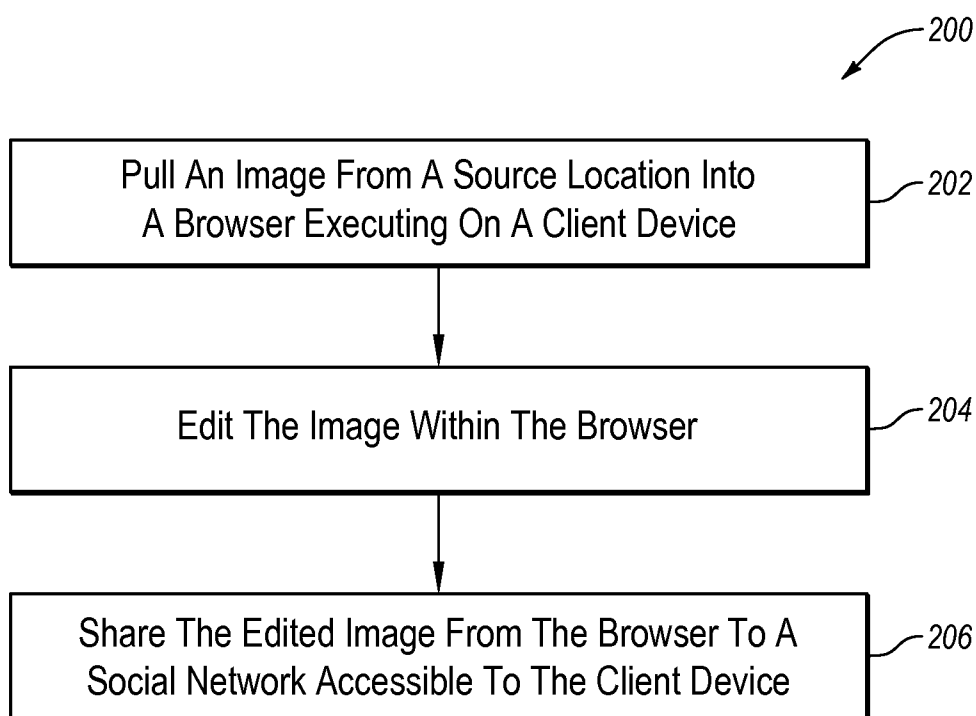 200
Pull An Image From A Source Location Into
A Browser Executing On A Client Device
202
Edit The Image Within The Browser
204
Share The Edited Image From The Browser To A
Social Network Accessible To The Client Device
206